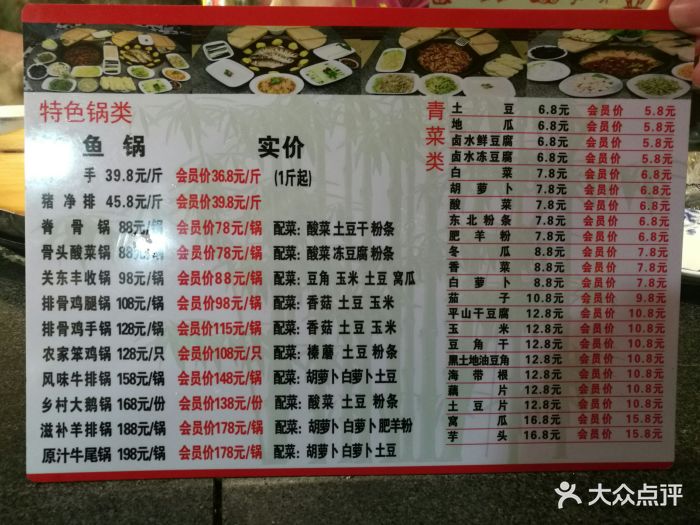 特色锅类
鱼锅 实价
手 39.8元/斤 会员价36.8元/斤 (1斤起)
猪净排 45.8元/斤 会员价39.8元/斤
脊骨锅 88元/锅 会员价78元/锅 配菜: 酸菜 土豆干 粉条
骨头酸菜锅 88元/锅 会员价78元/锅 配菜: 酸菜 冻豆腐 粉条
关东丰收锅 98元/锅 会员价88元/锅 配菜: 豆角 玉米 土豆 窝瓜
排骨鸡腿锅 108元/锅 会员价98元/锅 配菜: 香菇 土豆 玉米
排骨鸡手锅 128元/锅 会员价115元/锅 配菜: 香菇 土豆 玉米
农家笨鸡锅 128元/只 会员价108元/只 配菜: 榛蘑 土豆 粉条
风味牛排锅 158元/锅 会员价148元/锅 配菜: 胡萝卜 白萝卜 土豆
乡村大鹅锅 168元/份 会员价138元/份 配菜: 酸菜 土豆 粉条
滋补羊排锅 188元/锅 会员价178元/锅 配菜: 胡萝卜 白萝卜 肥羊粉
原汁牛尾锅 198元/锅 会员价178元/锅 配菜: 胡萝卜 白萝卜 土豆
青菜类
土豆 6.8元 会员价 5.8元
地瓜 6.8元 会员价 5.8元
卤水鲜豆腐 6.8元 会员价 5.8元
卤水冻豆腐 6.8元 会员价 5.8元
白菜 7.8元 会员价 6.8元
胡萝卜 7.8元 会员价 6.8元
酸菜 7.8元 会员价 6.8元
东北粉条 7.8元 会员价 6.8元
肥羊粉 7.8元 会员价 6.8元
冬瓜 8.8元 会员价 7.8元
香菜 8.8元 会员价 7.8元
白萝卜 8.8元 会员价 7.8元
茄子 10.8元 会员价 9.8元
平山干豆腐 12.8元 会员价 10.8元
玉米 12.8元 会员价 10.8元
豆角干 12.8元 会员价 10.8元
黑土地油豆角 12.8元 会员价 10.8元
海带根 12.8元 会员价 10.8元
藕片 12.8元 会员价 10.8元
土豆片 12.8元 会员价 10.8元
窝瓜 16.8元 会员价 15.8元
芋头 16.8元 会员价 15.8元
大众点评